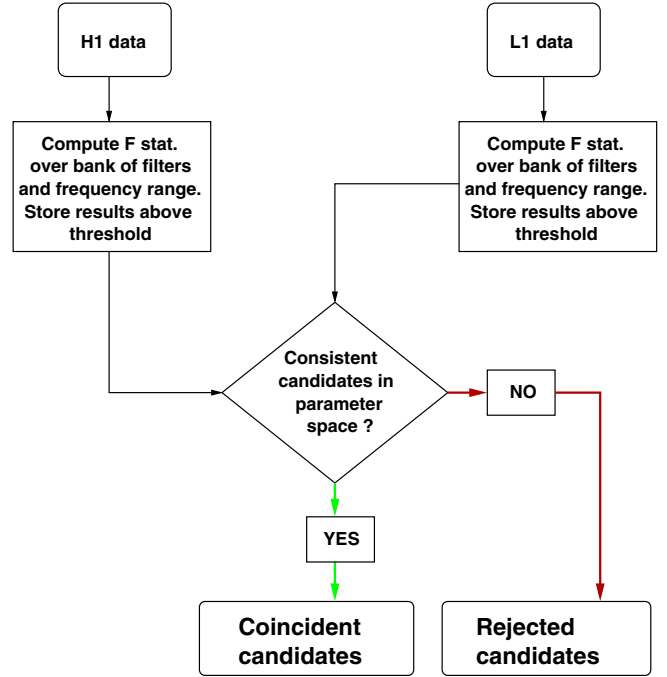 H1 data
L1 data
Compute F stat.
over bank of filters
and frequency range.
Store results above
threshold
Compute F stat.
over bank of filters
and frequency range.
Store results above
threshold
Consistent
candidates in
parameter
space ?
NO
YES
Coincident
candidates
Rejected
candidates